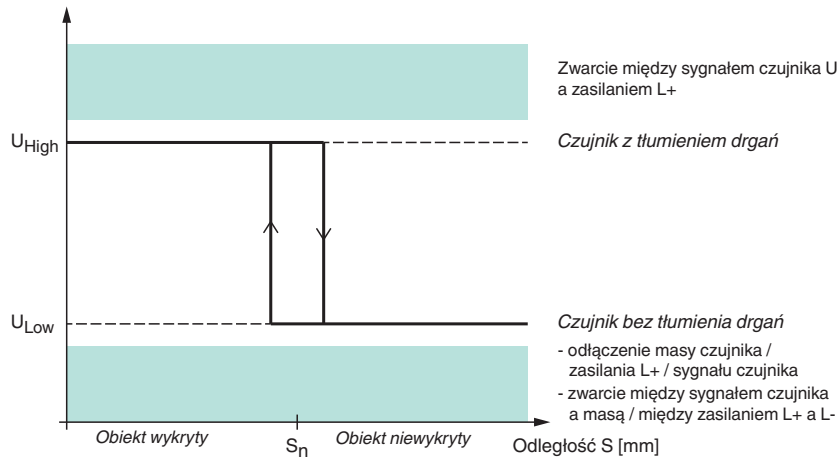 Zwarcie między sygnałem czujnika U
a zasilaniem L+
UHigh
Czujnik z tłumieniem drgań
ULow
Czujnik bez tłumienia drgań
- odłączenie masy czujnika /
zasilania L+ / sygnału czujnika
- zwarcie między sygnałem czujnika
a masą / między zasilaniem L+ a L-
Obiekt wykryty
Sn
Obiekt niewykryty
Odległość S [mm]